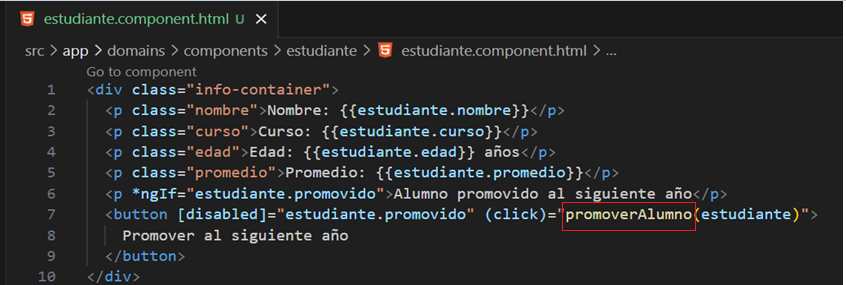 estudiante.component.html U ×
src > app > domains > components > estudiante > estudiante.component.html > ...
Go to component
1 <div class="info-container">
2 <p class="nombre">Nombre: {{estudiante.nombre}}</p>
3 <p class="curso">Curso: {{estudiante.curso}}</p>
4 <p class="edad">Edad: {{estudiante.edad}} años</p>
5 <p class="promedio">Promedio: {{estudiante.promedio}}</p>
6 <p *ngIf="estudiante.promovido">Alumno promovido al siguiente año</p>
7 <button [disabled]="estudiante.promovido" (click)="promoverAlumno(estudiante)">
8 Promover al siguiente año
9 </button>
10 </div>